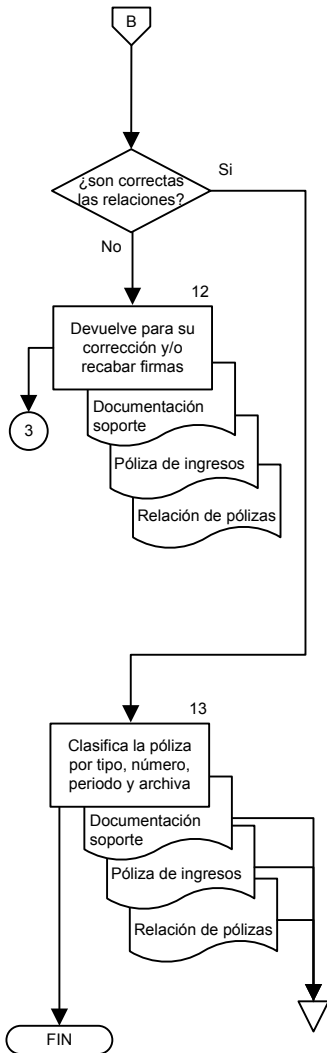 B
¿son correctas
las relaciones?
Si
No
12
Devuelve para su
corrección y/o
recabar firmas
3
Documentación
soporte
Póliza de ingresos
Relación de pólizas
13
Clasifica la póliza
por tipo, número,
periodo y archiva
Documentación
soporte
Póliza de ingresos
Relación de pólizas
FIN